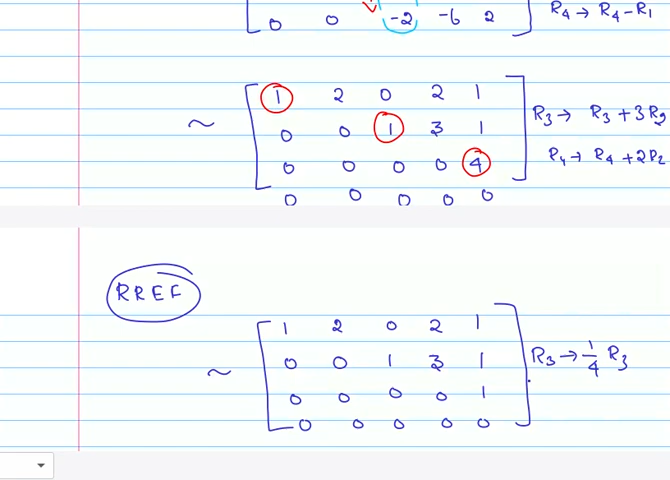 0 0 -2 -6 2 R4 → R4 - R1
1 2 0 2 1
~ 0 0 1 3 1 R3 → R3 + 3R2
0 0 0 0 4 R4 → R4 + 2R2
0 0 0 0 0
RREF
1 2 0 2 1
~ 0 0 1 3 1 R3 → 1/4 R3
0 0 0 0 1
0 0 0 0 0